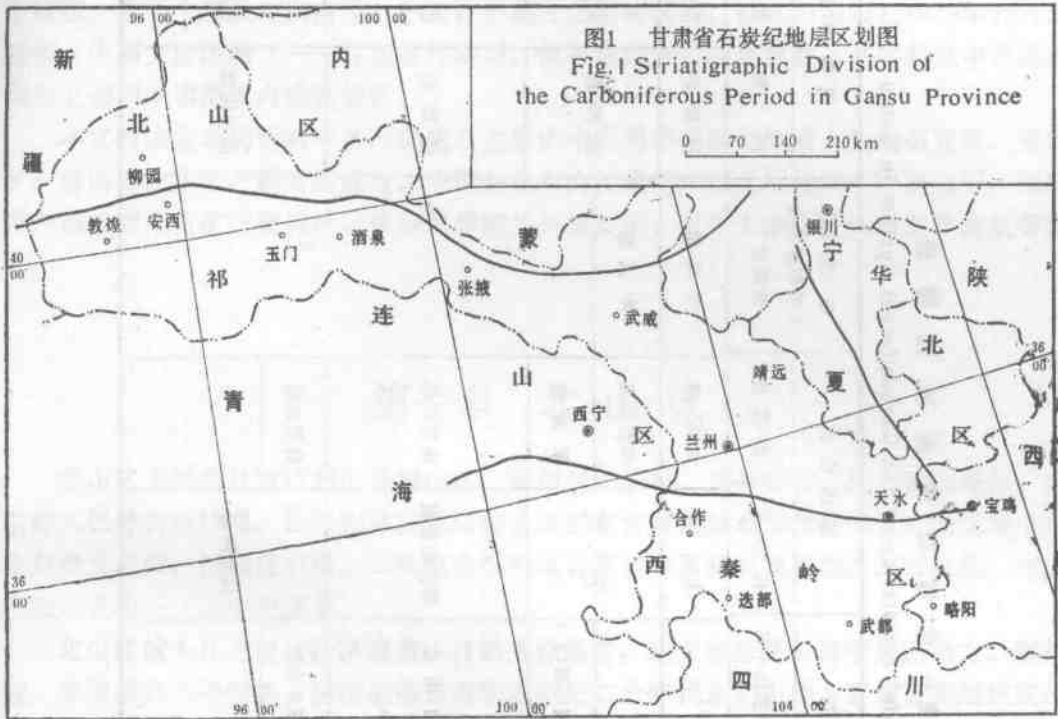 96° 00′
100° 00′
图1 甘肃省石炭纪地层区划图
Fig.1 Striatigraphic Division of
the Carboniferous Period in Gansu Province
0 70 140 210 km
新
内
北
山
区
疆
柳园
敦煌
安西
玉门
酒泉
蒙
银川
宁
华
陕
40° 00′
祁
张掖
连
武威
北
36° 00′
山
靖远
夏
青
西宁
区
兰州
区
西
海
天水
宝鸡
合作
36° 00′
西
秦
岭
区
迭部
略阳
武都
四
川
96° 00′
100° 00′
104° 00′